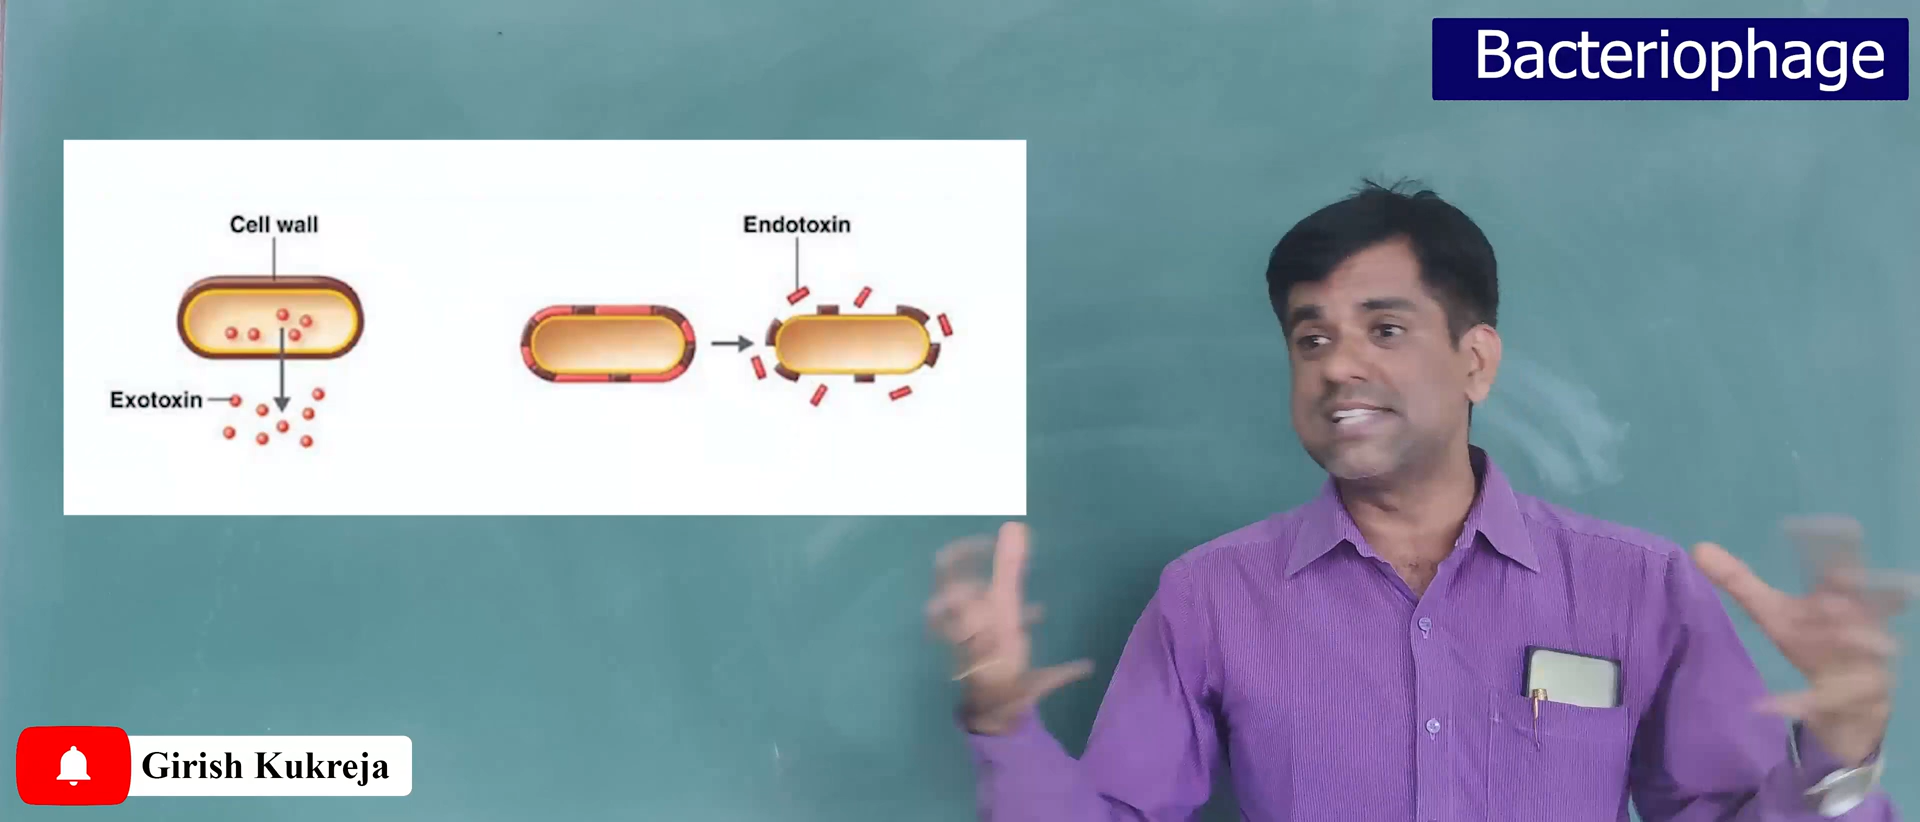 Bacteriophage
Cell wall
Endotoxin
Exotoxin
Girish Kukreja